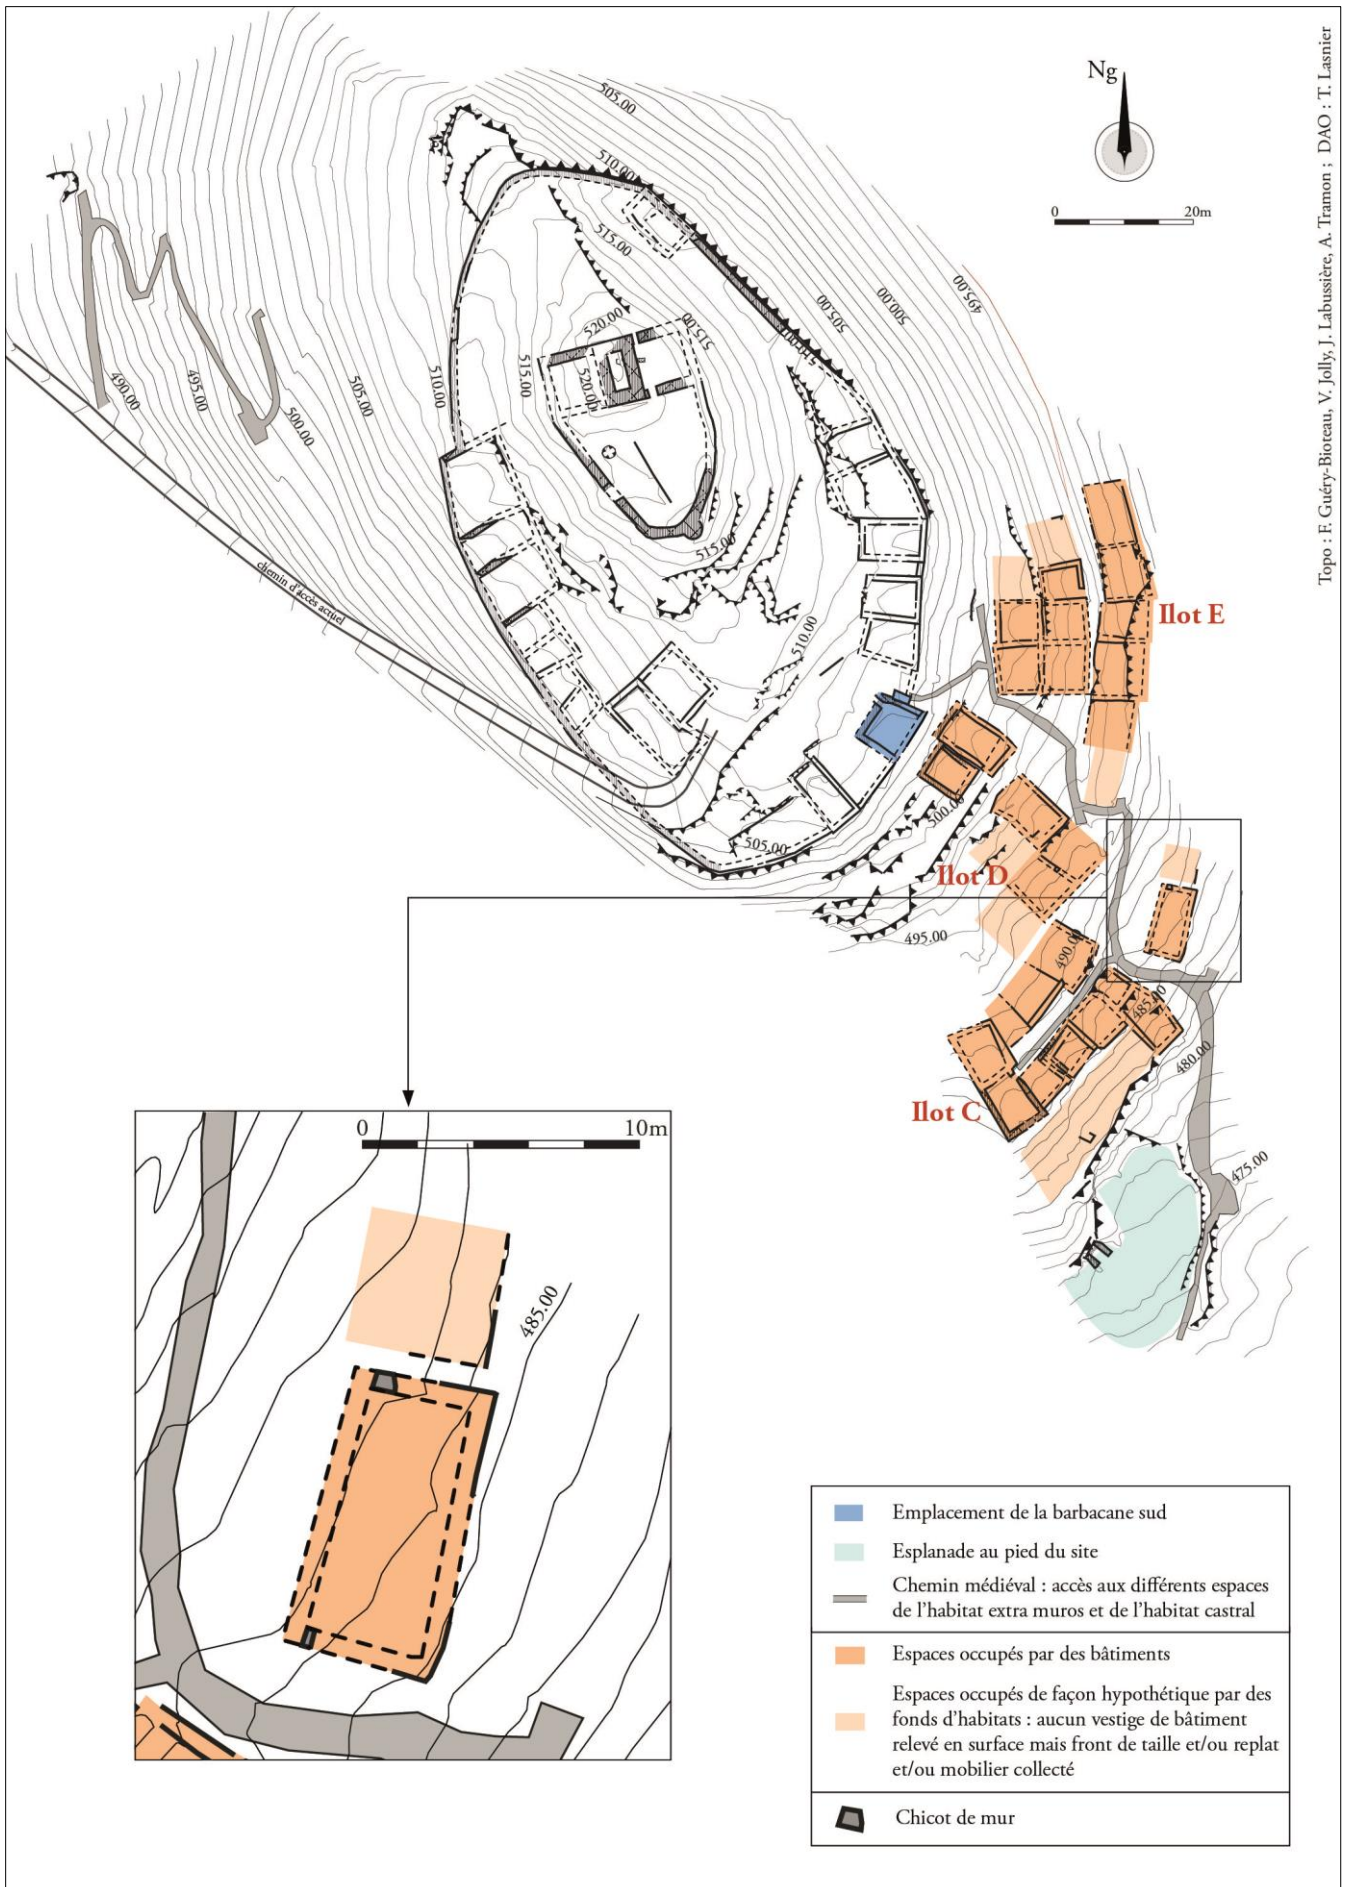 Ng
0 20m
Topo : F. Guéry-Bioteau, V. Jolly, J. Labussière, A. Tramon ; DAO : T. Lasnier
505.00
510.00
515.00
520.00
515.00
520.00
515.00
510.00
505.00
500.00
495.00
490.00
495.00
500.00
505.00
510.00
515.00
510.00
505.00
500.00
495.00
490.00
485.00
480.00
475.00
chemin d'accès actuel
Ilot E
Ilot D
Ilot C
0 10m
485.00
Emplacement de la barbacane sud
Esplanade au pied du site
Chemin médiéval : accès aux différents espaces
de l'habitat extra muros et de l'habitat castral
Espaces occupés par des bâtiments
Espaces occupés de façon hypothétique par des
fonds d'habitats : aucun vestige de bâtiment
relevé en surface mais front de taille et/ou replat
et/ou mobilier collecté
Chicot de mur